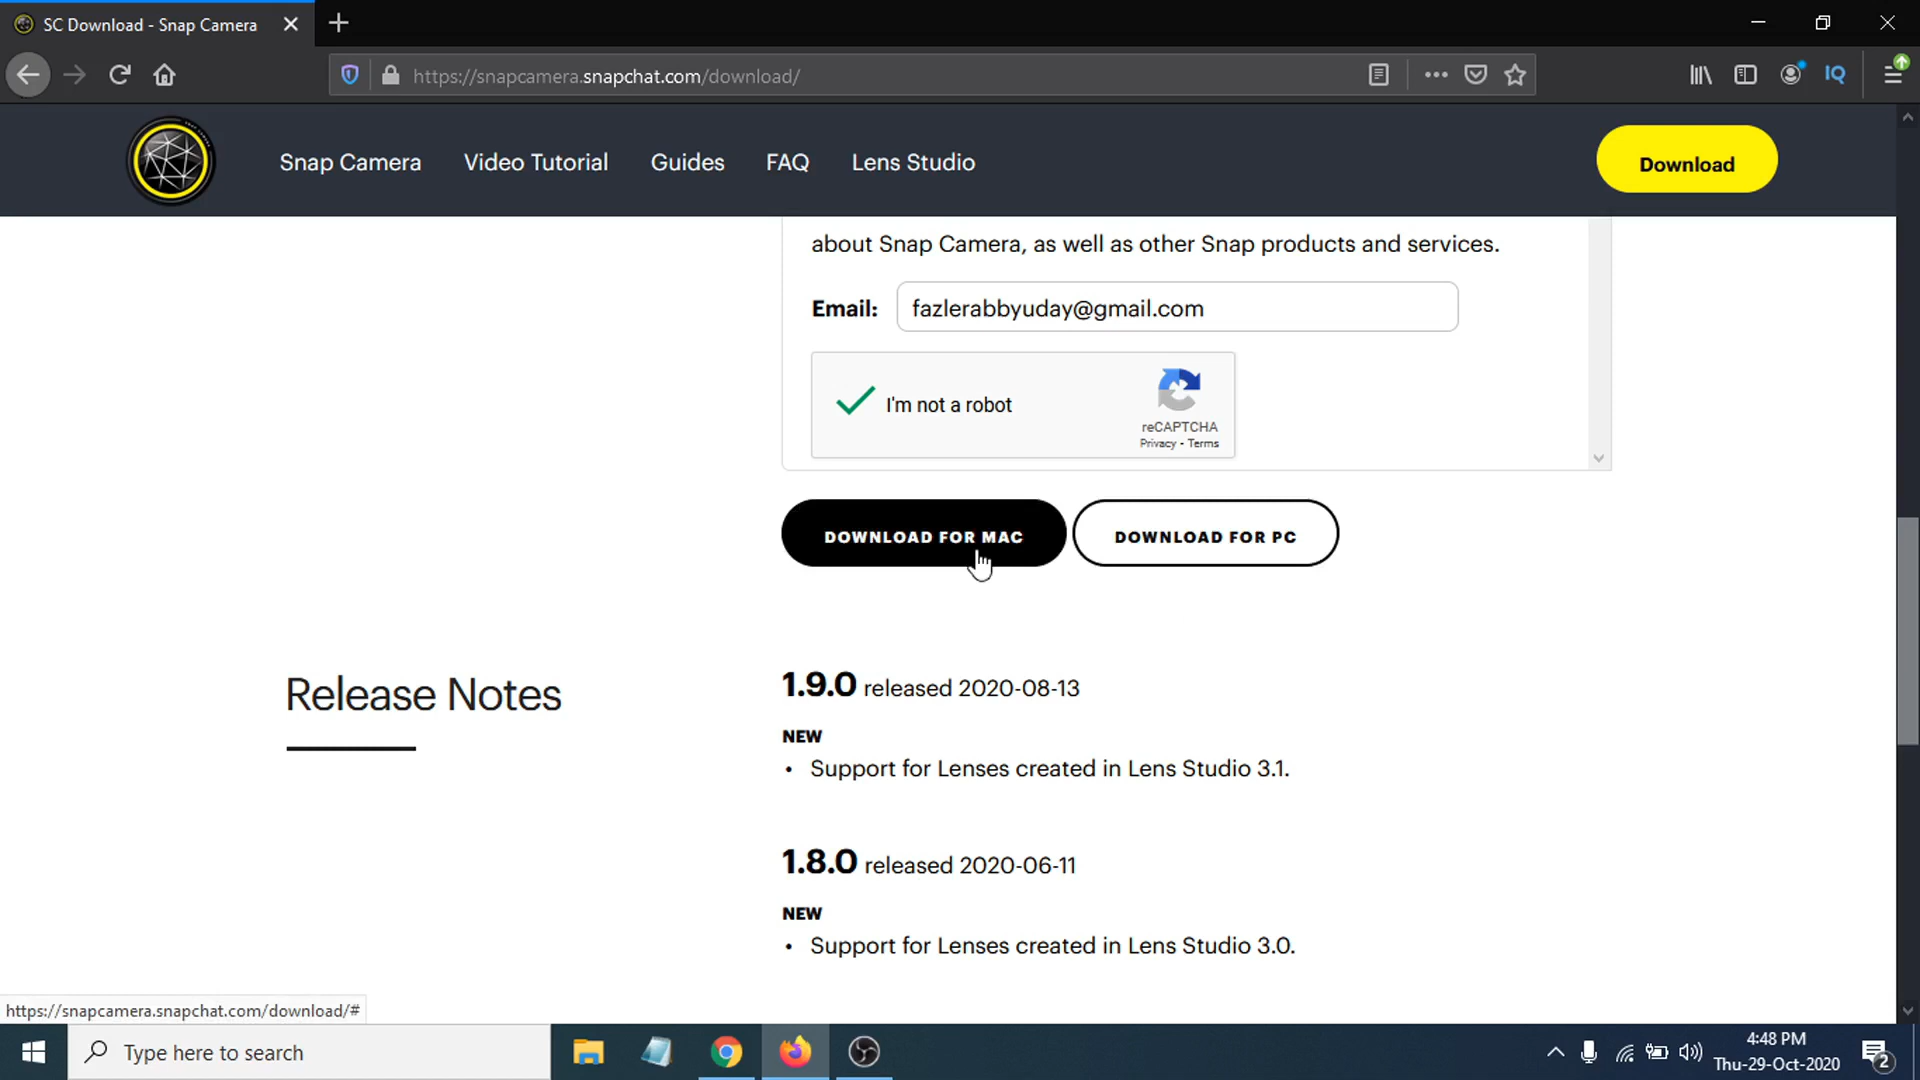 SC Download - Snap Camera
https://snapcamera.snapchat.com/download/
Snap Camera
Video Tutorial
Guides
FAQ
Lens Studio
Download
about Snap Camera, as well as other Snap products and services.
Email: fazlerabbyuday@gmail.com
I'm not a robot
reCAPTCHA
Privacy - Terms
DOWNLOAD FOR MAC
DOWNLOAD FOR PC
Release Notes
1.9.0 released 2020-08-13
NEW
• Support for Lenses created in Lens Studio 3.1.
1.8.0 released 2020-06-11
NEW
• Support for Lenses created in Lens Studio 3.0.
https://snapcamera.snapchat.com/download/#
Type here to search
4:48 PM
Thu-29-Oct-2020
2
IQ